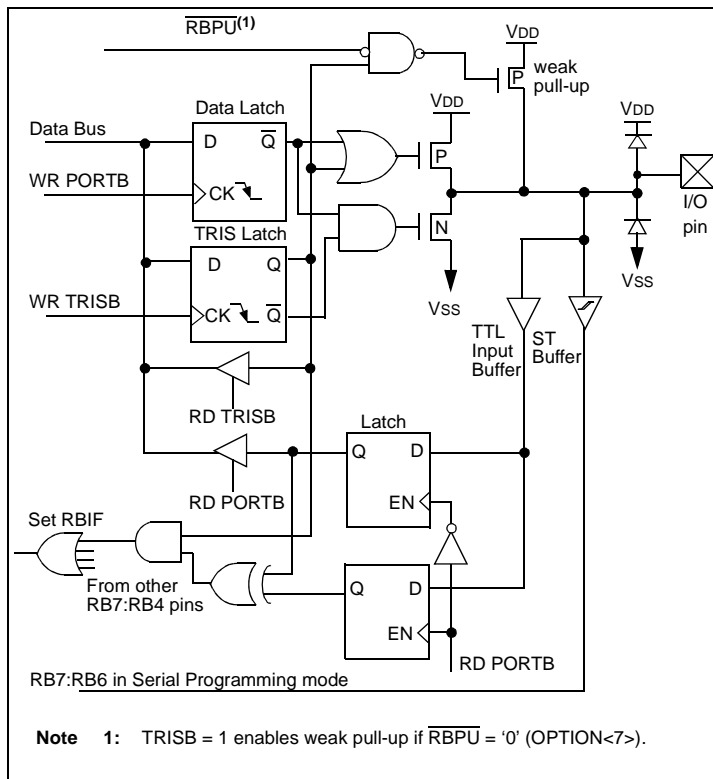 RBPU(1)
VDD
P
weak
pull-up
Data Latch
VDD
VDD
Data Bus
D
Q
P
WR PORTB
CK
I/O
pin
TRIS Latch
N
D
Q
VSS
VSS
WR TRISB
CK
Q
TTL
Input
Buffer
ST
Buffer
RD TRISB
Latch
Q
D
RD PORTB
EN
Set RBIF
From other
RB7:RB4 pins
Q
D
EN
RD PORTB
RB7:RB6 in Serial Programming mode
Note 1: TRISB = 1 enables weak pull-up if RBPU = '0' (OPTION<7>).